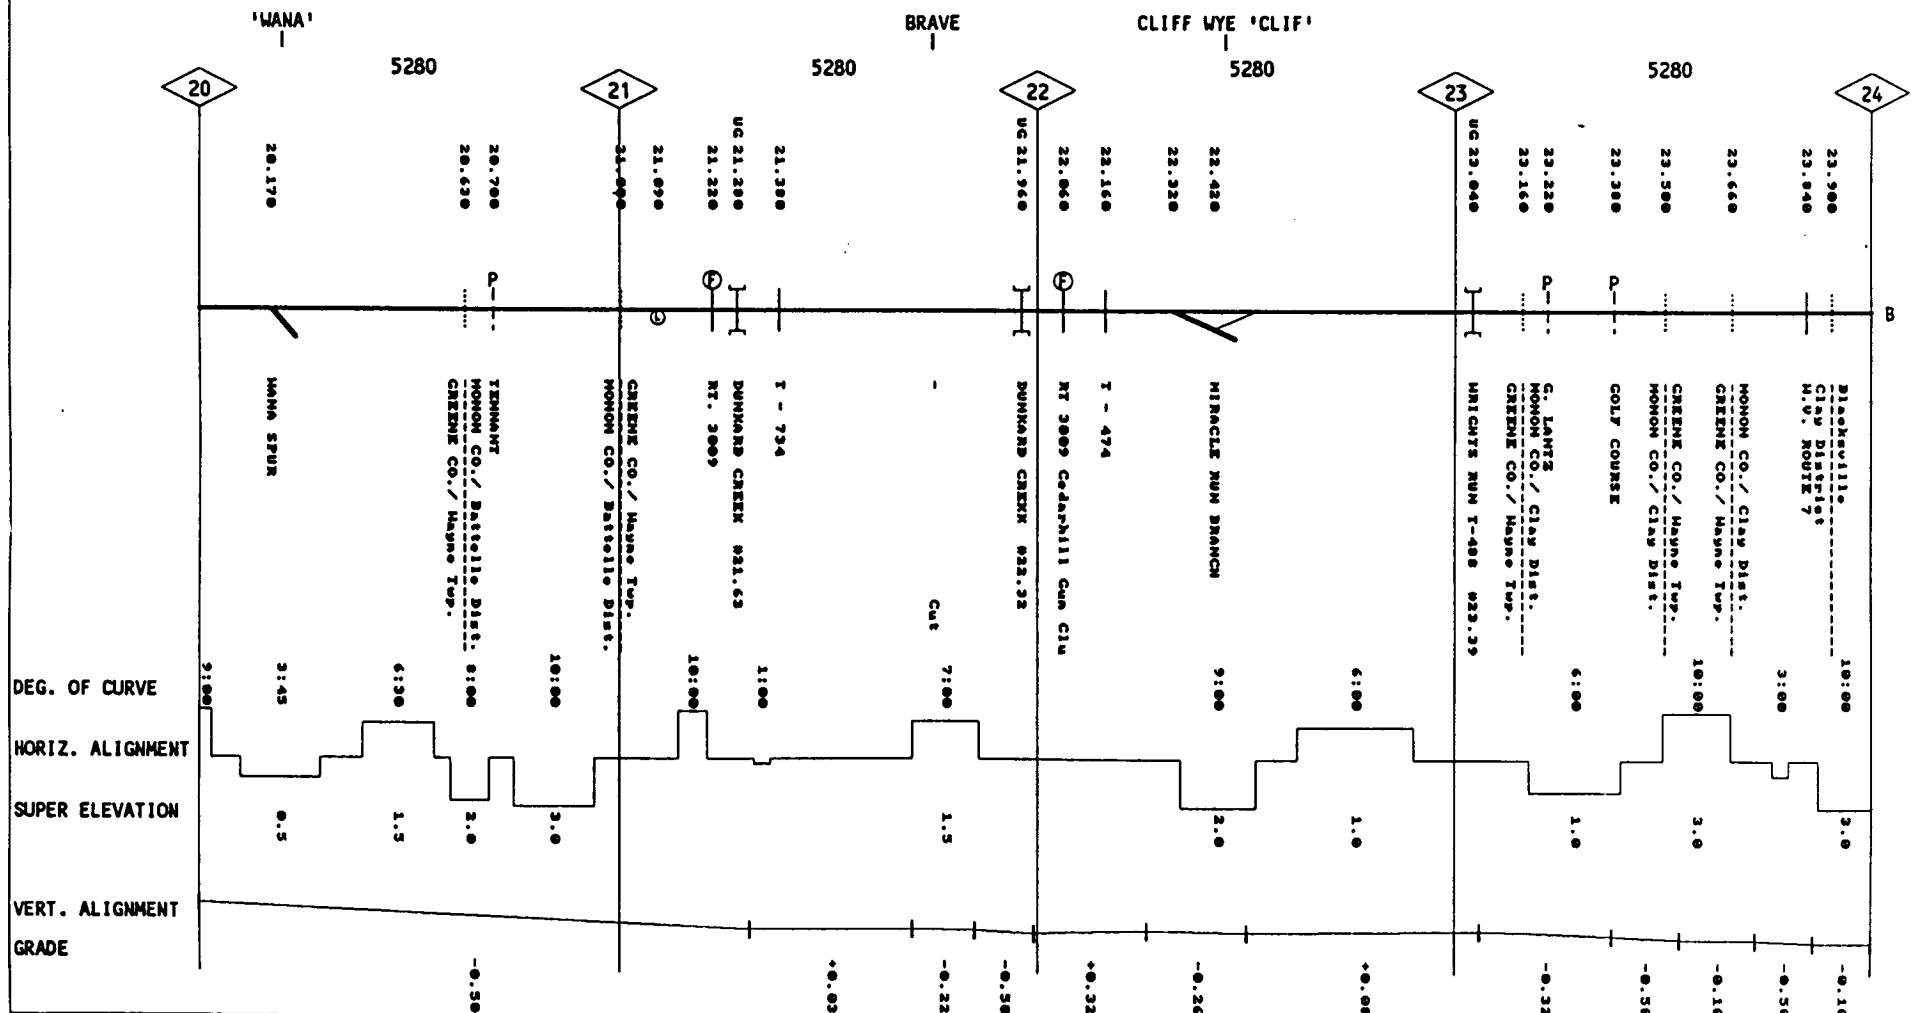 'WANA'
BRAVE
CLIFF WYE 'CLIF'
5280
5280
5280
5280
20
21
22
23
24
20.170
20.630
20.700
21.000
21.090
21.220
UG 21.280
21.380
UG 21.960
22.060
22.160
22.320
22.420
UG 23.040
23.160
23.220
23.380
23.500
23.660
23.840
23.900
P
F
F
P
P
B
WANA SPUR
GREENE CO./ Wayne Twp.
MONON CO./ Battelle Dist.
TENNANT
MONON CO./ Battelle Dist.
GREENE CO./ Wayne Twp.
RT. 3009
DUNKARD CREEK #21.63
T - 734
-
Cut
DUNKARD CREEK #22.32
RT 3009 Cedarhill Gun Clu
T - 474
MIRACLE RUN BRANCH
WRIGHTS RUN T-408 #23.39
GREENE CO./ Wayne Twp.
MONON CO./ Clay Dist.
G. LANTZ
GOLF COURSE
MONON CO./ Clay Dist.
GREENE CO./ Wayne Twp.
GREENE CO./ Wayne Twp.
MONON CO./ Clay Dist.
W.V. ROUTE 7
Clay District
Blacksville
DEG. OF CURVE
9:00
3:45
6:30
8:00
10:00
10:00
1:00
7:00
9:00
6:00
6:00
10:00
3:00
10:00
HORIZ. ALIGNMENT
SUPER ELEVATION
0.5
1.5
2.0
3.0
1.5
2.0
1.0
1.0
3.0
3.0
VERT. ALIGNMENT
GRADE
-0.50
+0.03
-0.22
-0.50
+0.32
-0.26
+0.08
-0.32
-0.50
-0.10
-0.50
-0.10